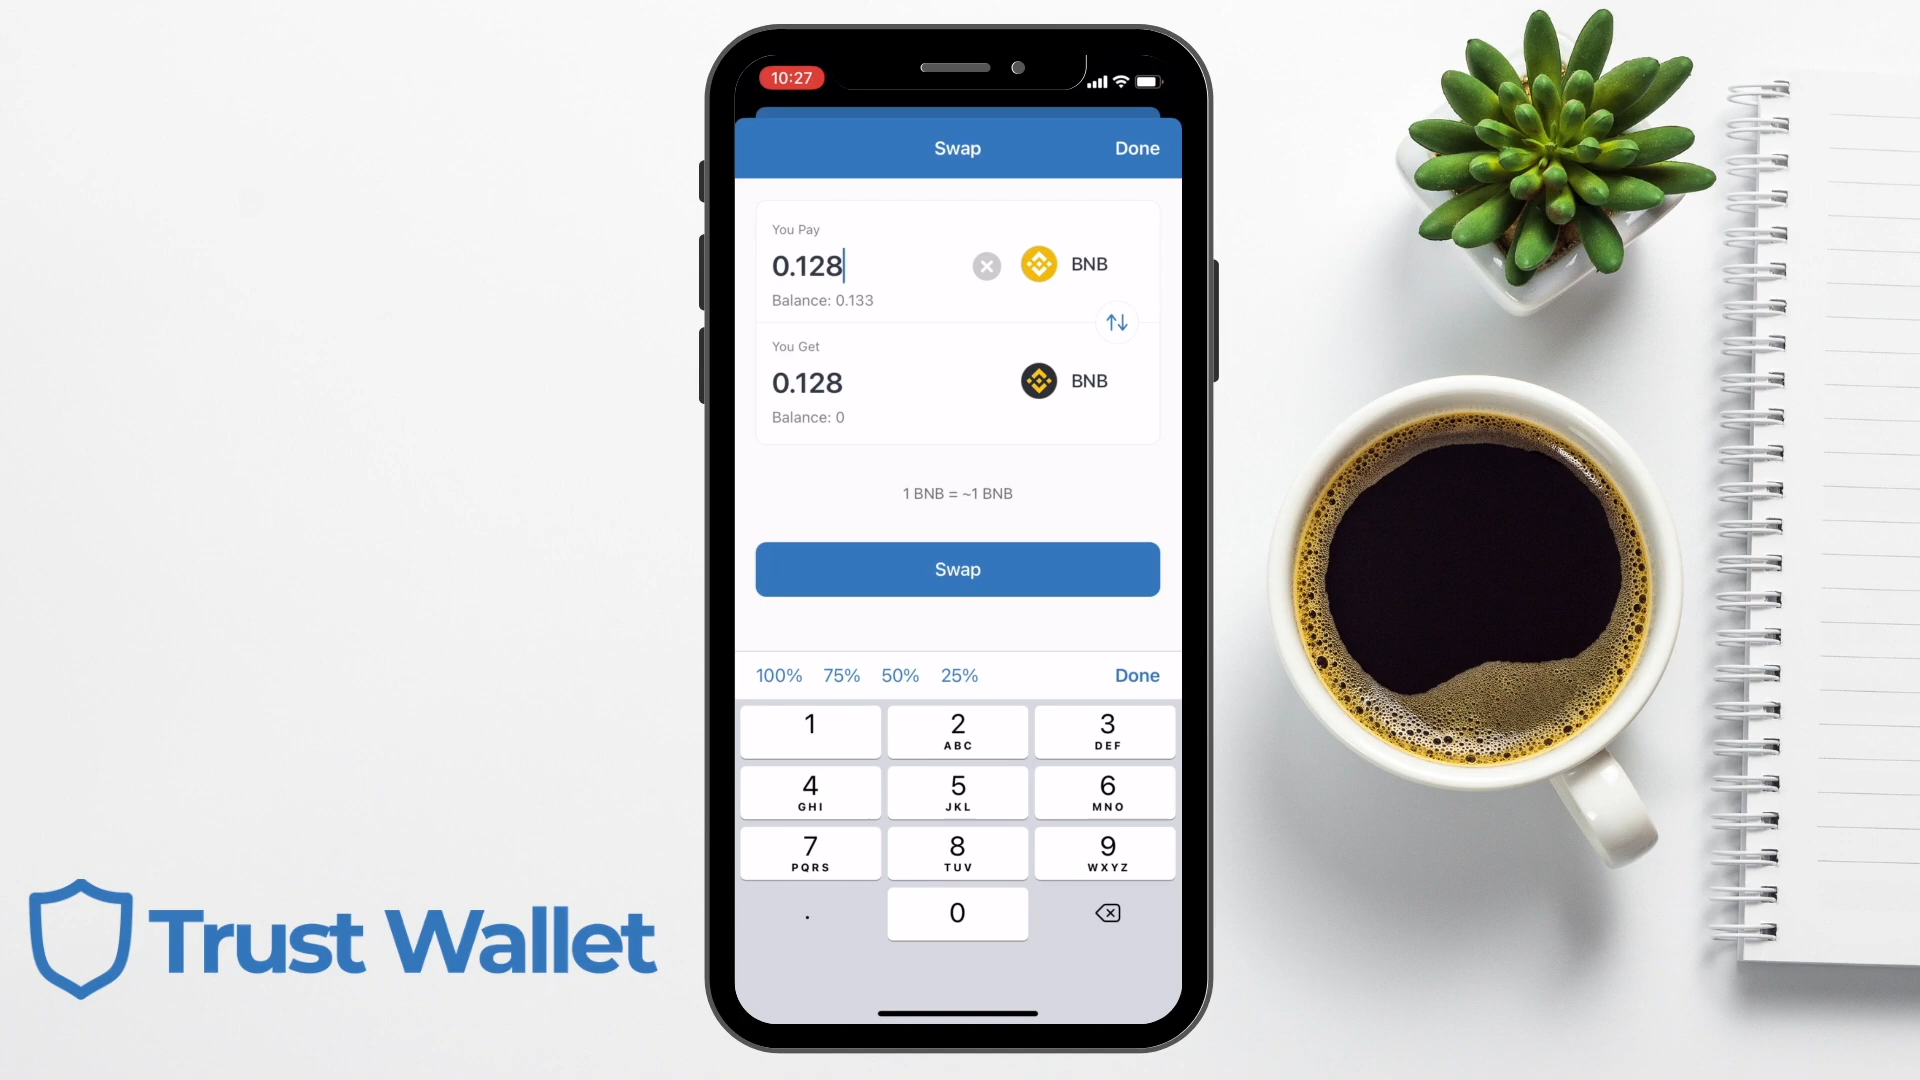 10:27
Swap
Done
You Pay
0.128
BNB
Balance: 0.133
You Get
0.128
BNB
Balance: 0
1 BNB = ~1 BNB
Swap
100% 75% 50% 25% Done
1
2 ABC
3 DEF
4 GHI
5 JKL
6 MNO
7 PQRS
8 TUV
9 WXYZ
.
0
Trust Wallet